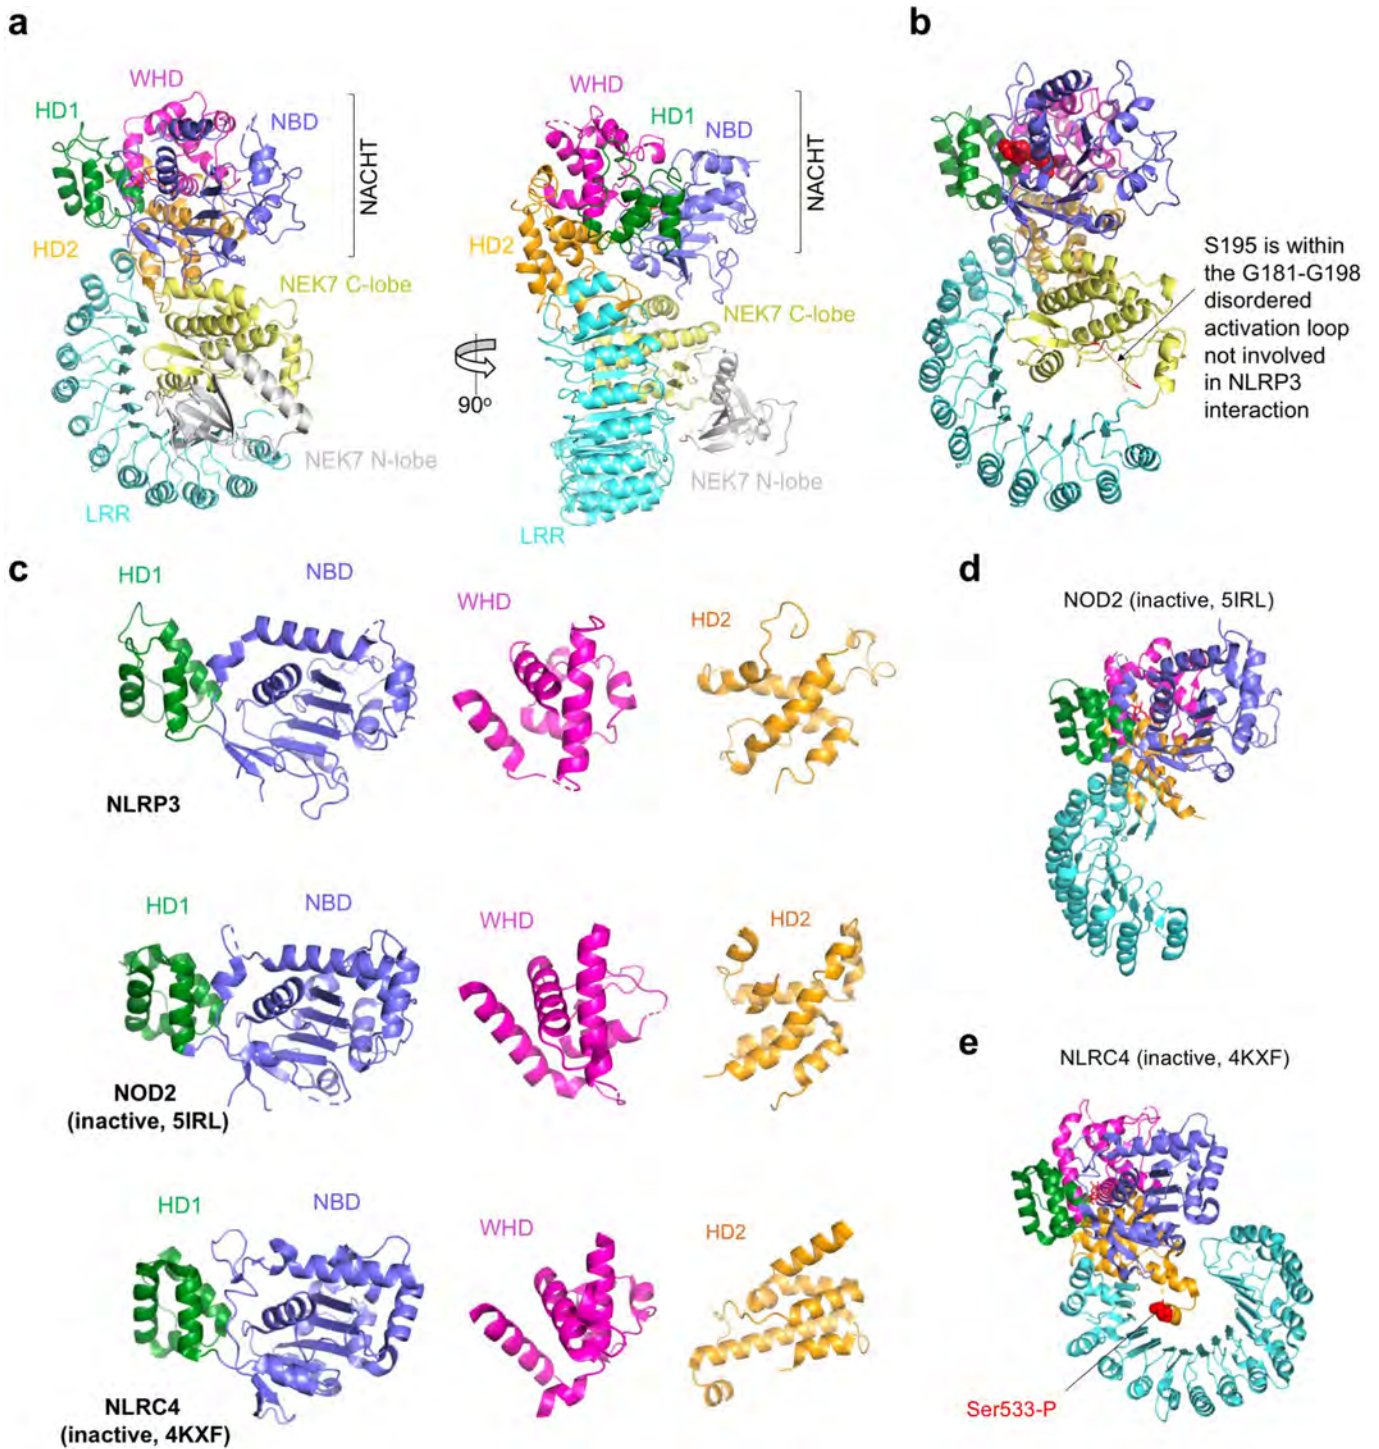 a
WHD
HD1
NBD
NACHT
HD2
NEK7 C-lobe
NEK7 N-lobe
LRR
90º
WHD
HD1
NBD
NACHT
HD2
NEK7 C-lobe
NEK7 N-lobe
LRR
b
S195 is within
the G181-G198
disordered
activation loop
not involved
in NLRP3
interaction
c
HD1
NBD
WHD
HD2
NLRP3
HD1
NBD
WHD
HD2
NOD2
(inactive, 5IRL)
HD1
NBD
WHD
HD2
NLRC4
(inactive, 4KXF)
d
NOD2 (inactive, 5IRL)
e
NLRC4 (inactive, 4KXF)
Ser533-P